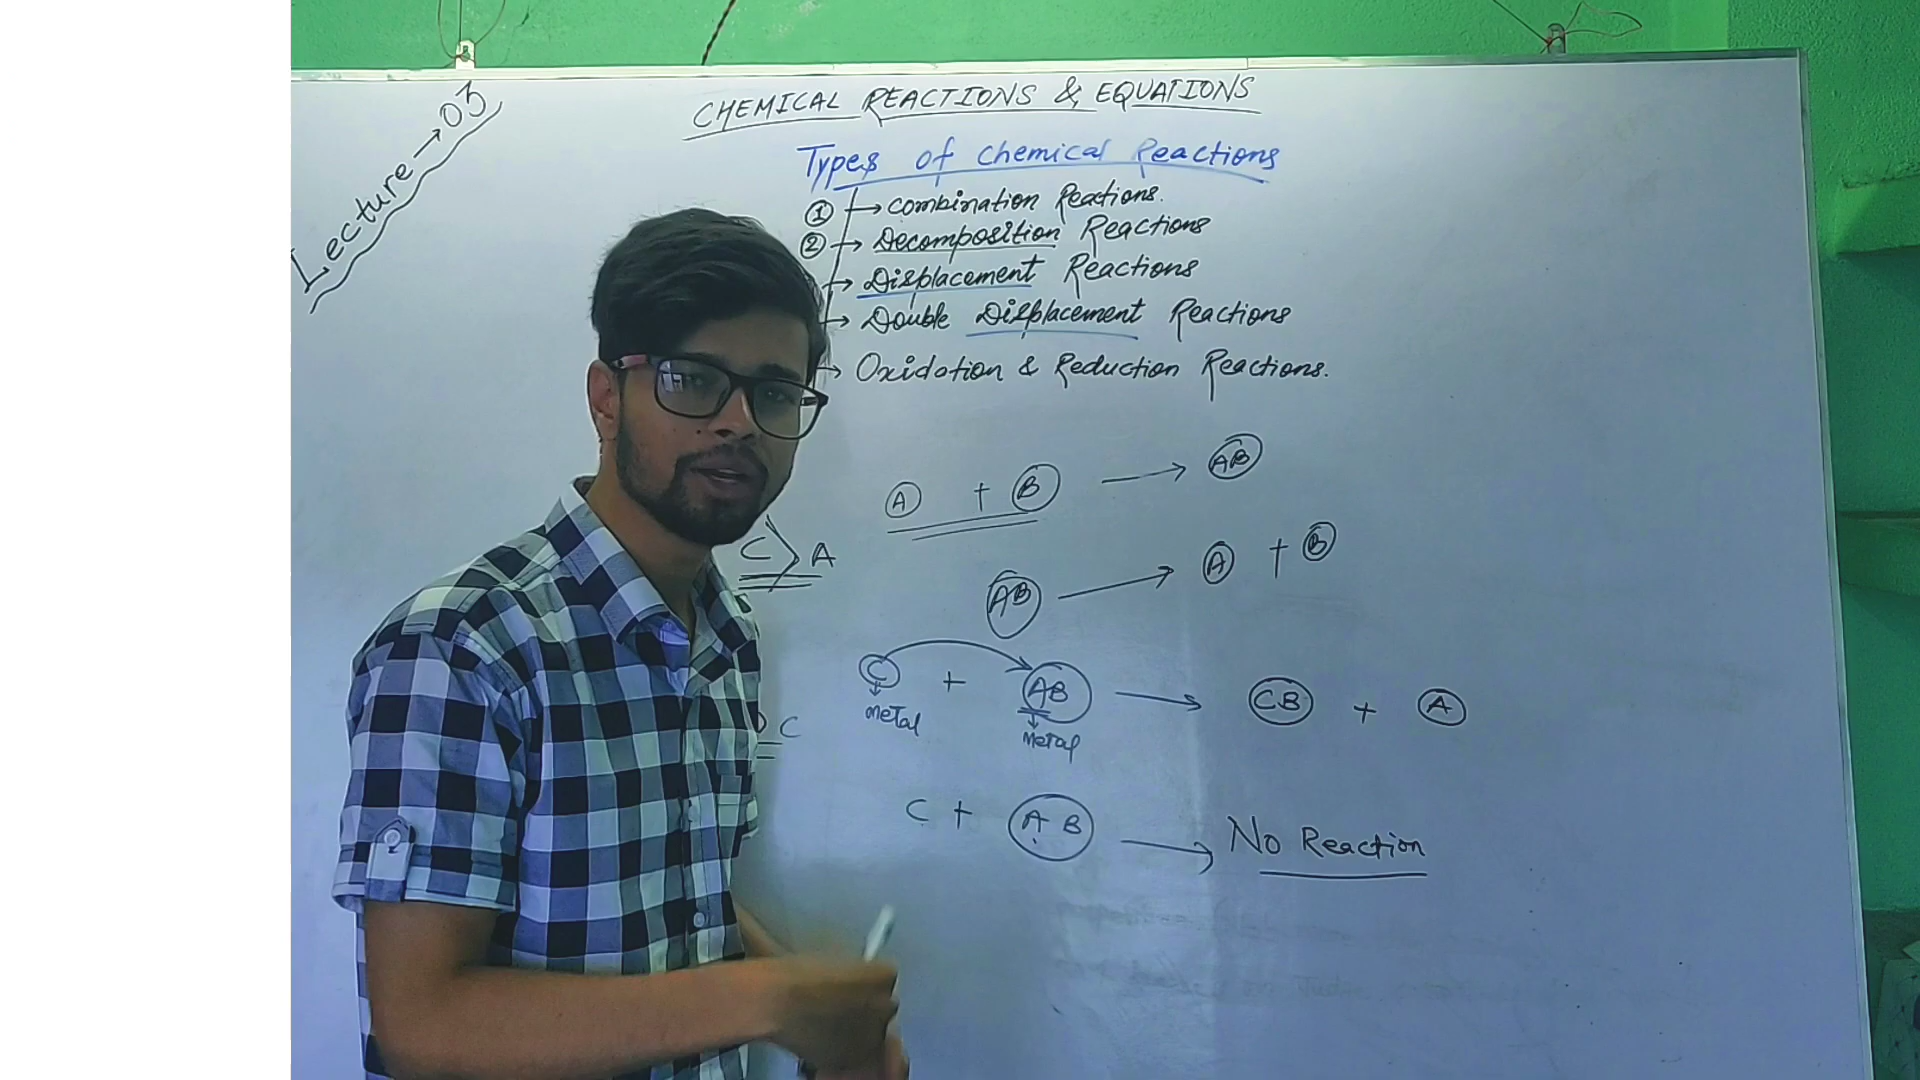 Lecture → 03
CHEMICAL REACTIONS & EQUATIONS
Types of chemical Reactions
① → combination Reactions.
② → Decomposition Reactions
→ Displacement Reactions
→ Double Displacement Reactions
→ Oxidation & Reduction Reactions.
A + B → AB
C > A
AB → A + B
C + AB → CB + A
metal metal
C
C + AB → No Reaction